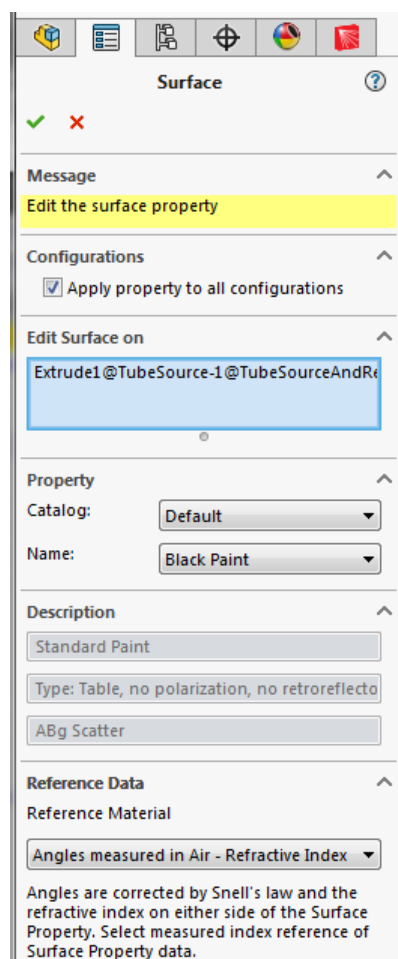 Surface
Message
Edit the surface property
Configurations
Apply property to all configurations
Edit Surface on
Extrude1@TubeSource-1@TubeSourceAndRe
Property
Catalog: Default
Name: Black Paint
Description
Standard Paint
Type: Table, no polarization, no retroreflecto
ABg Scatter
Reference Data
Reference Material
Angles measured in Air - Refractive Index
Angles are corrected by Snell's law and the
refractive index on either side of the Surface
Property. Select measured index reference of
Surface Property data.